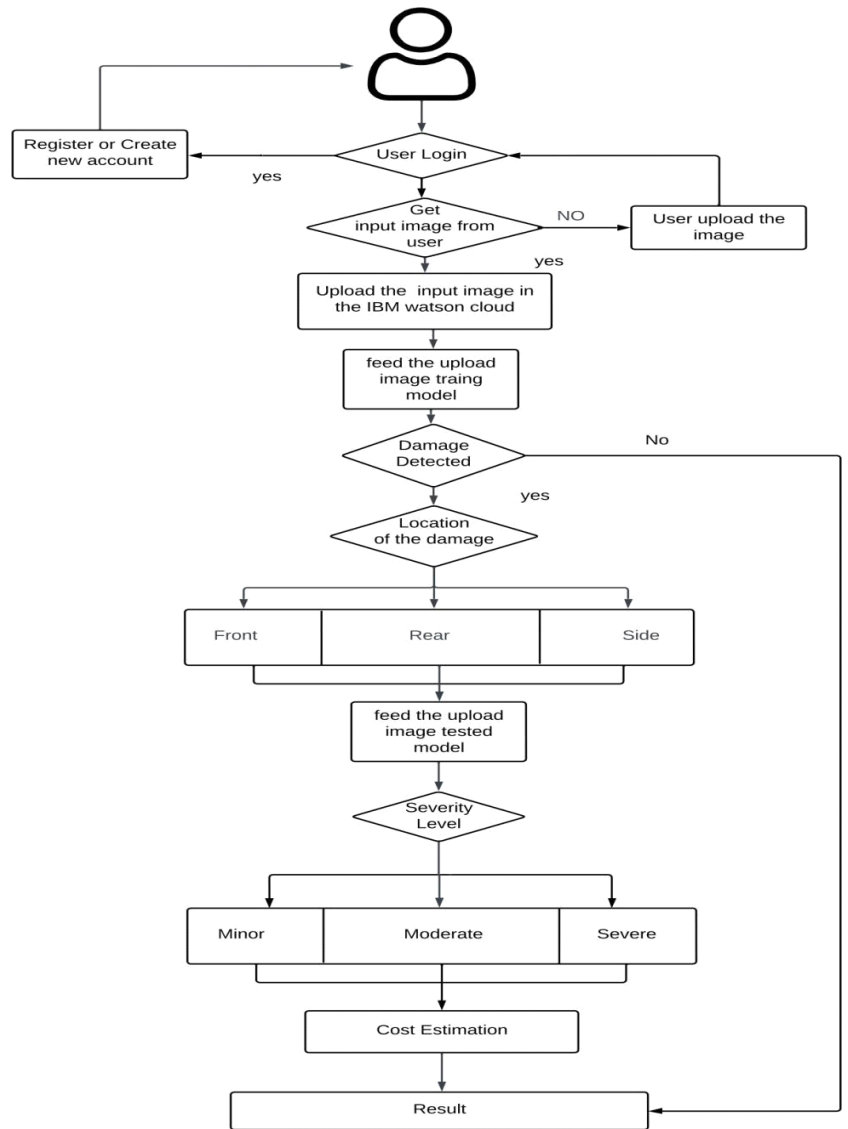 User Login
Register or Create
new account
yes
Get
input image from
user
NO
User upload the
image
yes
Upload the  input image in
the IBM watson cloud
feed the upload
image traing
model
Damage
Detected
No
yes
Location
of the damage
Front
Rear
Side
feed the upload
image tested
model
Severity
Level
Minor
Moderate
Severe
Cost Estimation
Result